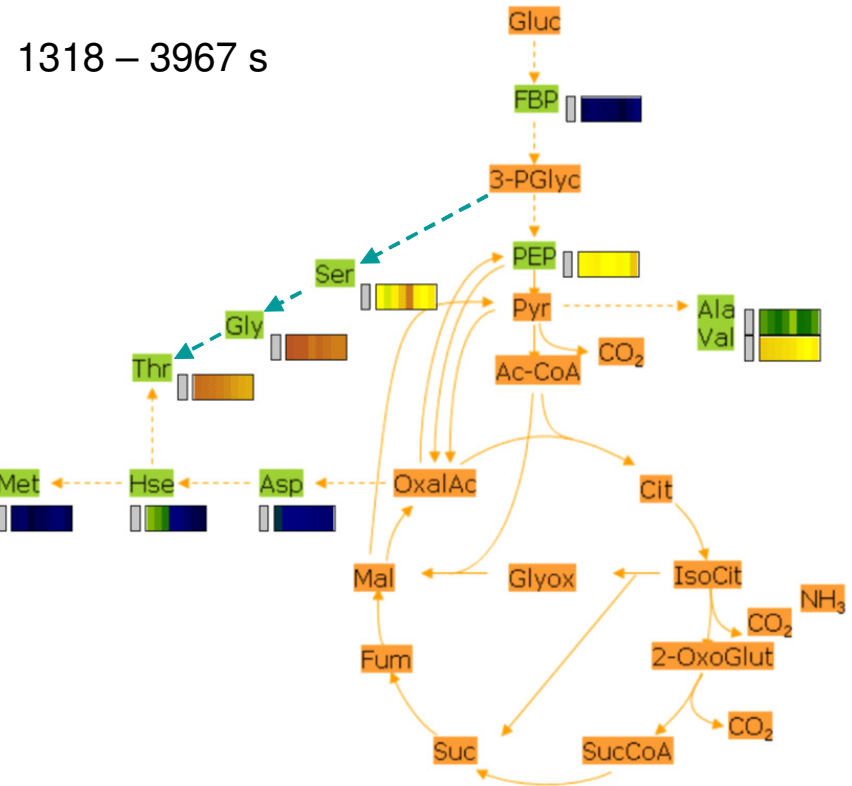 Gluc
1318 – 3967 s
FBP
3-PGlyc
PEP
Ser
Pyr
Ala
Gly
Val
CO₂
Thr
Ac-CoA
Met
Hse
Asp
OxalAc
Cit
Mal
Glyox
IsoCit
NH₃
CO₂
Fum
2-OxoGlut
CO₂
Suc
SucCoA